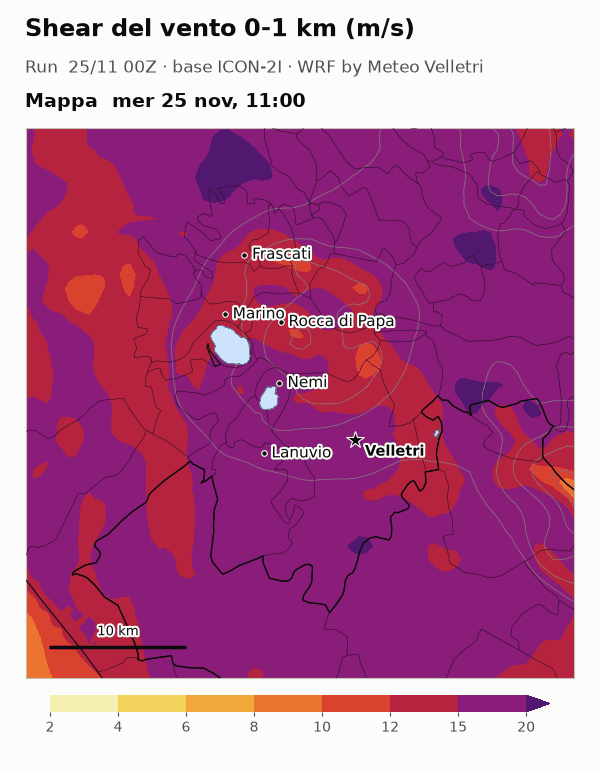 Shear del vento 0-1 km (m/s)
Run  25/11 00Z · base ICON-2I · WRF by Meteo Velletri
Mappa  mer 25 nov, 11:00
Frascati
Marino
Rocca di Papa
Nemi
Velletri
Lanuvio
10 km
2 4 6 8 10 12 15 20